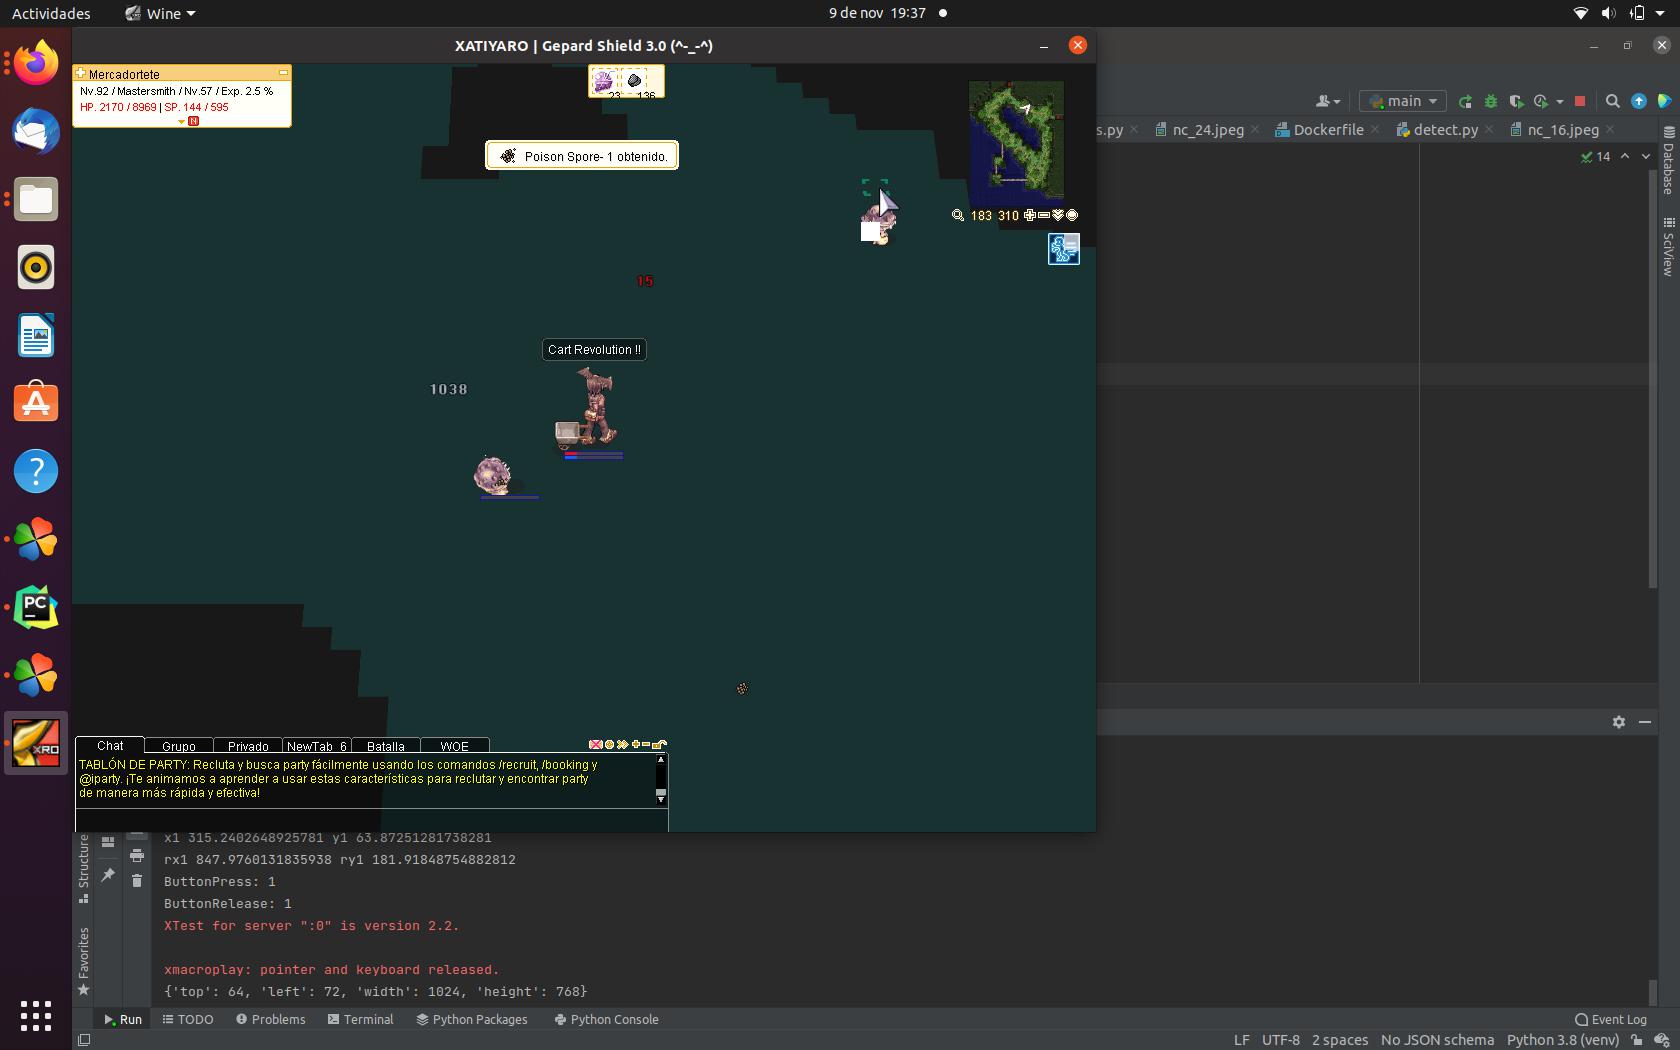 Actividades
Wine
9 de nov 19:37
XATIYARO | Gepard Shield 3.0 (^-_-^)
Mercadortete
Nv.92 / Mastersmith / Nv.57 / Exp. 2.5 %
HP. 2170 / 8969 | SP. 144 / 595
N
23
136
Poison Spore- 1 obtenido.
183 310
15
Cart Revolution !!
1038
main
s.py
nc_24.jpeg
Dockerfile
detect.py
nc_16.jpeg
14
Database
SciView
PC
XRO
Chat
Grupo
Privado
NewTab 6
Batalla
WOE
TABLÓN DE PARTY: Recluta y busca party fácilmente usando los comandos /recruit, /booking y
@iparty. ¡Te animamos a aprender a usar estas características para reclutar y encontrar party
de manera más rápida y efectiva!
x1 315.2402648925781 y1 63.87251281738281
rx1 847.9760131835938 ry1 181.91848754882812
ButtonPress: 1
ButtonRelease: 1
XTest for server ":0" is version 2.2.
xmacroplay: pointer and keyboard released.
{'top': 64, 'left': 72, 'width': 1024, 'height': 768}
Structure
Favorites
Run
TODO
Problems
Terminal
Python Packages
Python Console
Event Log
LF
UTF-8
2 spaces
No JSON schema
Python 3.8 (venv)